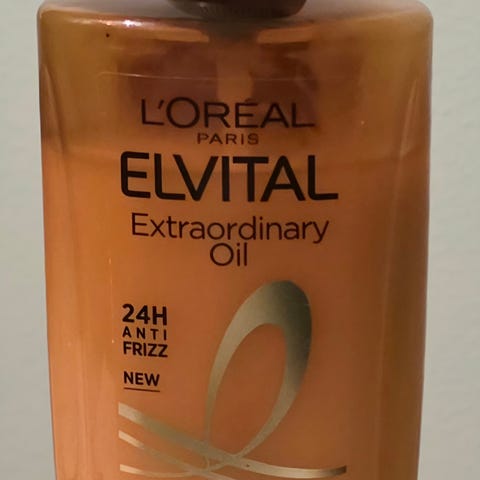 L'ORÉAL
PARIS
ELVITAL
Extraordinary
Oil
24H
ANTI
FRIZZ
NEW